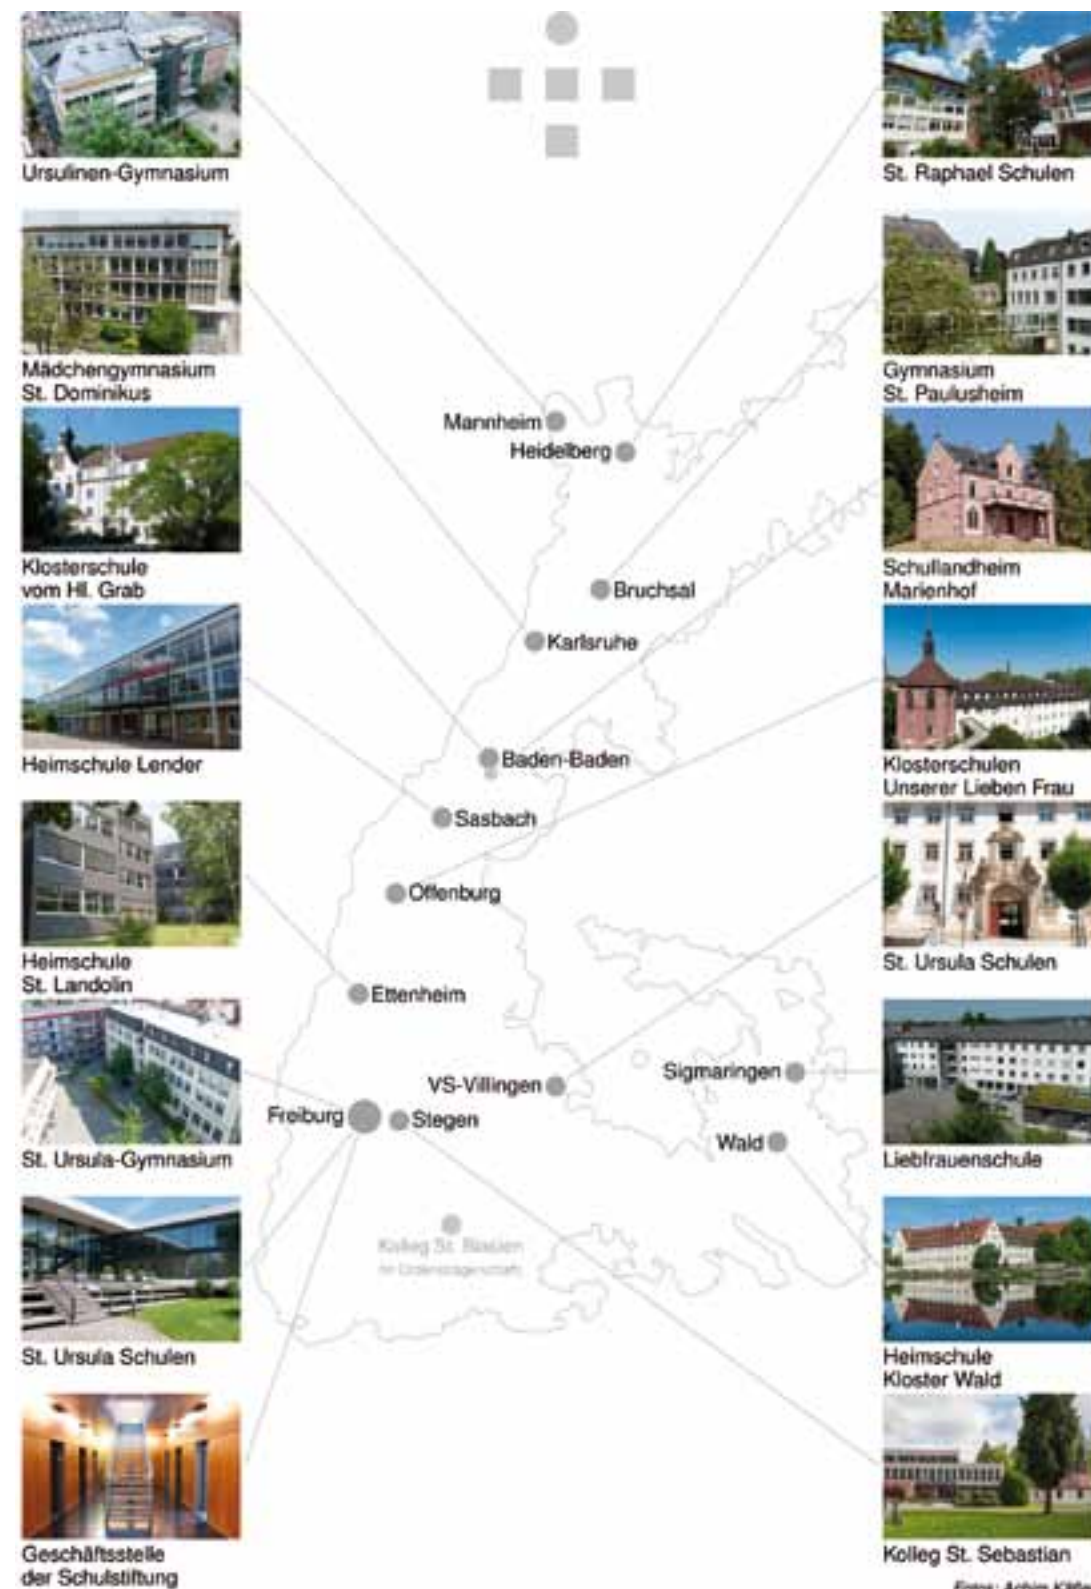 Ursulinen-Gymnasium
Mädchengymnasium
St. Dominikus
Klosterschule
vom Hl. Grab
Heimschule Lender
Heimschule
St. Landolin
St. Ursula-Gymnasium
St. Ursula Schulen
Geschäftsstelle
der Schulstiftung
Mannheim
Heidelberg
Bruchsal
Karlsruhe
Baden-Baden
Sasbach
Offenburg
Ettenheim
VS-Villingen
Sigmaringen
Freiburg
Stegen
Wald
Kolleg St. Blasien
St. Raphael Schulen
Gymnasium
St. Paulusheim
Schullandheim
Marienhof
Klosterschulen
Unserer Lieben Frau
St. Ursula Schulen
Liebfrauenschule
Heimschule
Kloster Wald
Kolleg St. Sebastian
Fotos: Achim